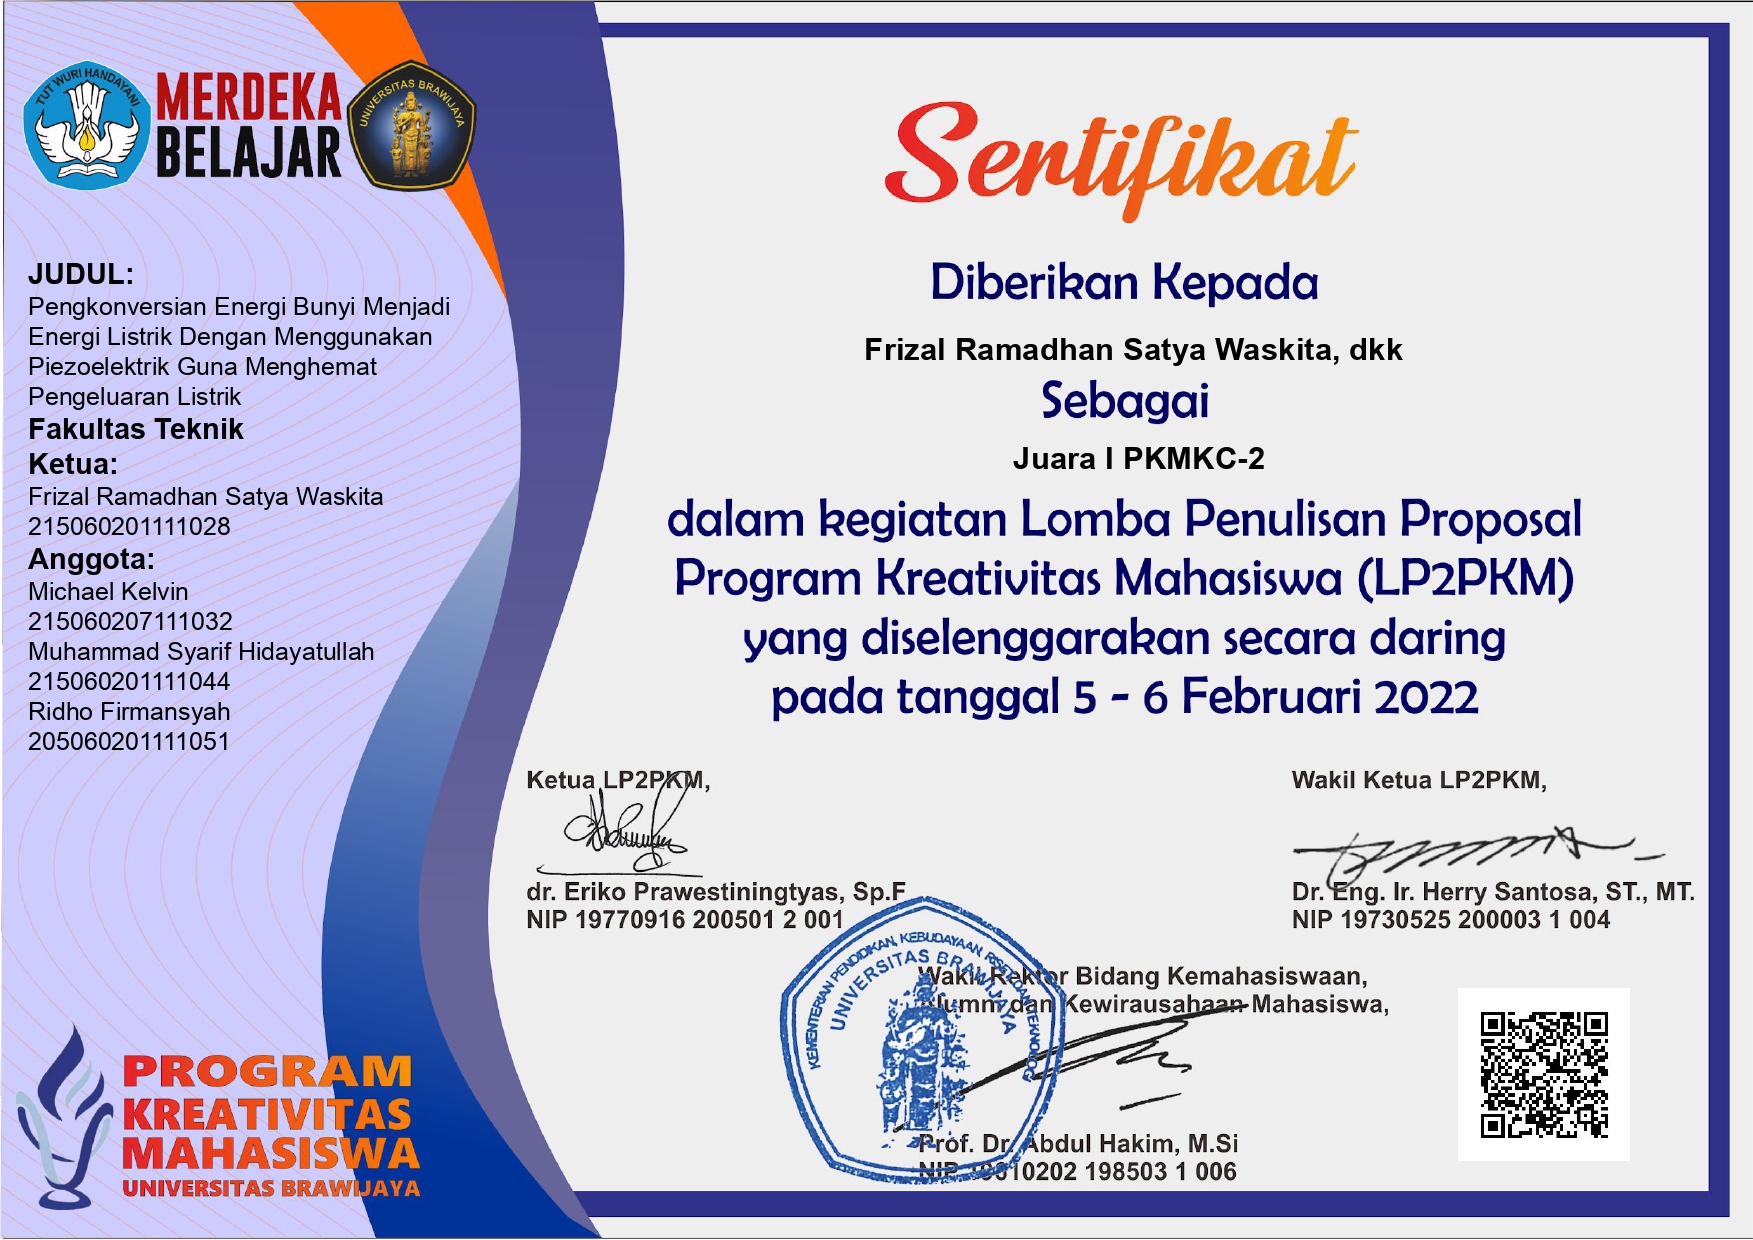 TUT WURI HANDAYANI
MERDEKA
BELAJAR
UNIVERSITAS BRAWIJAYA
JUDUL:
Pengkonversian Energi Bunyi Menjadi
Energi Listrik Dengan Menggunakan
Piezoelektrik Guna Menghemat
Pengeluaran Listrik
Fakultas Teknik
Ketua:
Frizal Ramadhan Satya Waskita
215060201111028
Anggota:
Michael Kelvin
215060207111032
Muhammad Syarif Hidayatullah
215060201111044
Ridho Firmansyah
205060201111051
PROGRAM
KREATIVITAS
MAHASISWA
UNIVERSITAS BRAWIJAYA
Sertifikat
Diberikan Kepada
Frizal Ramadhan Satya Waskita, dkk
Sebagai
Juara I PKMKC-2
dalam kegiatan Lomba Penulisan Proposal
Program Kreativitas Mahasiswa (LP2PKM)
yang diselenggarakan secara daring
pada tanggal 5 - 6 Februari 2022
Ketua LP2PKM,
dr. Eriko Prawestiningtyas, Sp.F
NIP 19770916 200501 2 001
Wakil Ketua LP2PKM,
Dr. Eng. Ir. Herry Santosa, ST., MT.
NIP 19730525 200003 1 004
KEMENTERIAN PENDIDIKAN, KEBUDAYAAN, RISET, DAN TEKNOLOGI
UNIVERSITAS BRAWIJAYA
Wakil Rektor Bidang Kemahasiswaan,
dan Kewirausahaan Mahasiswa,
Prof. Dr. Abdul Hakim, M.Si
NIP 198503 1 006